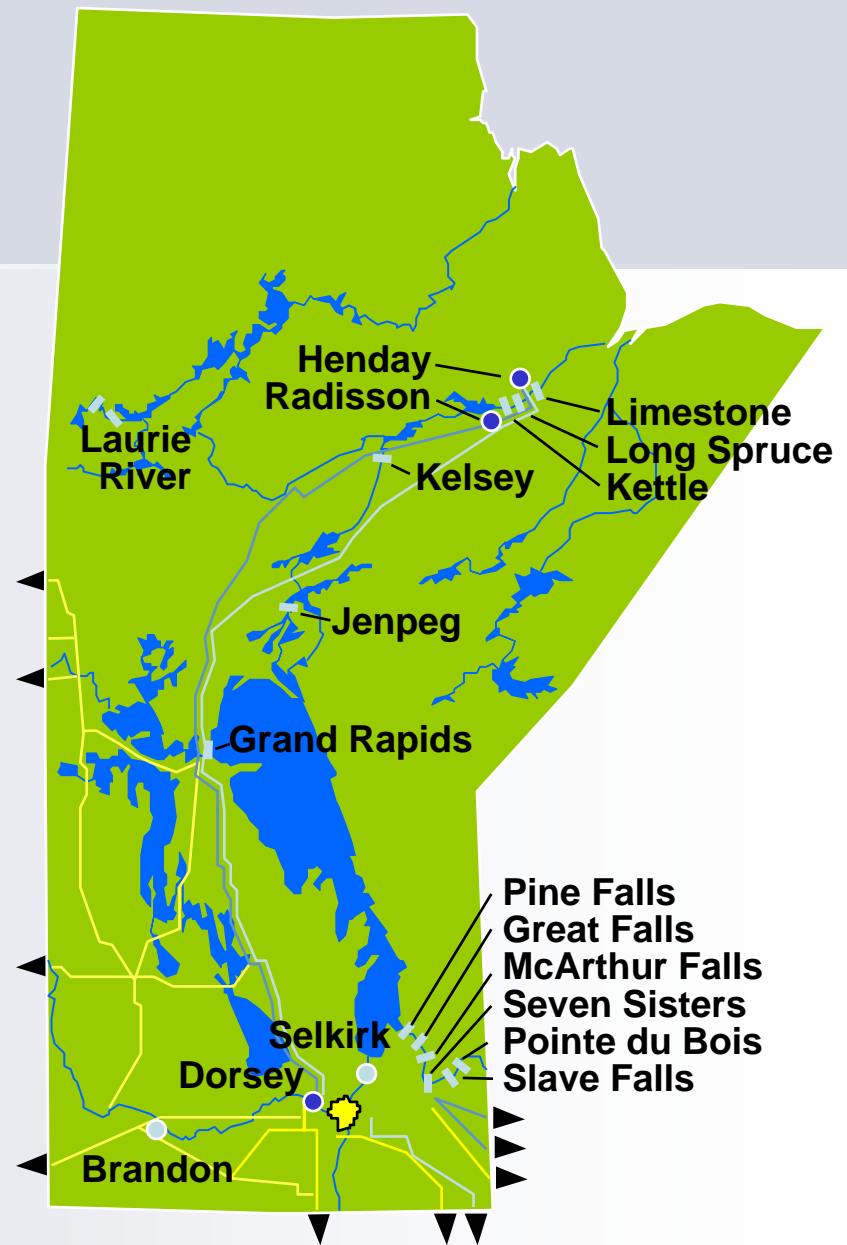 Henday
Radisson
Limestone
Laurie
River
Long Spruce
Kelsey
Kettle
Jenpeg
Grand Rapids
Pine Falls
Great Falls
McArthur Falls
Seven Sisters
Selkirk
Pointe du Bois
Dorsey
Slave Falls
Brandon